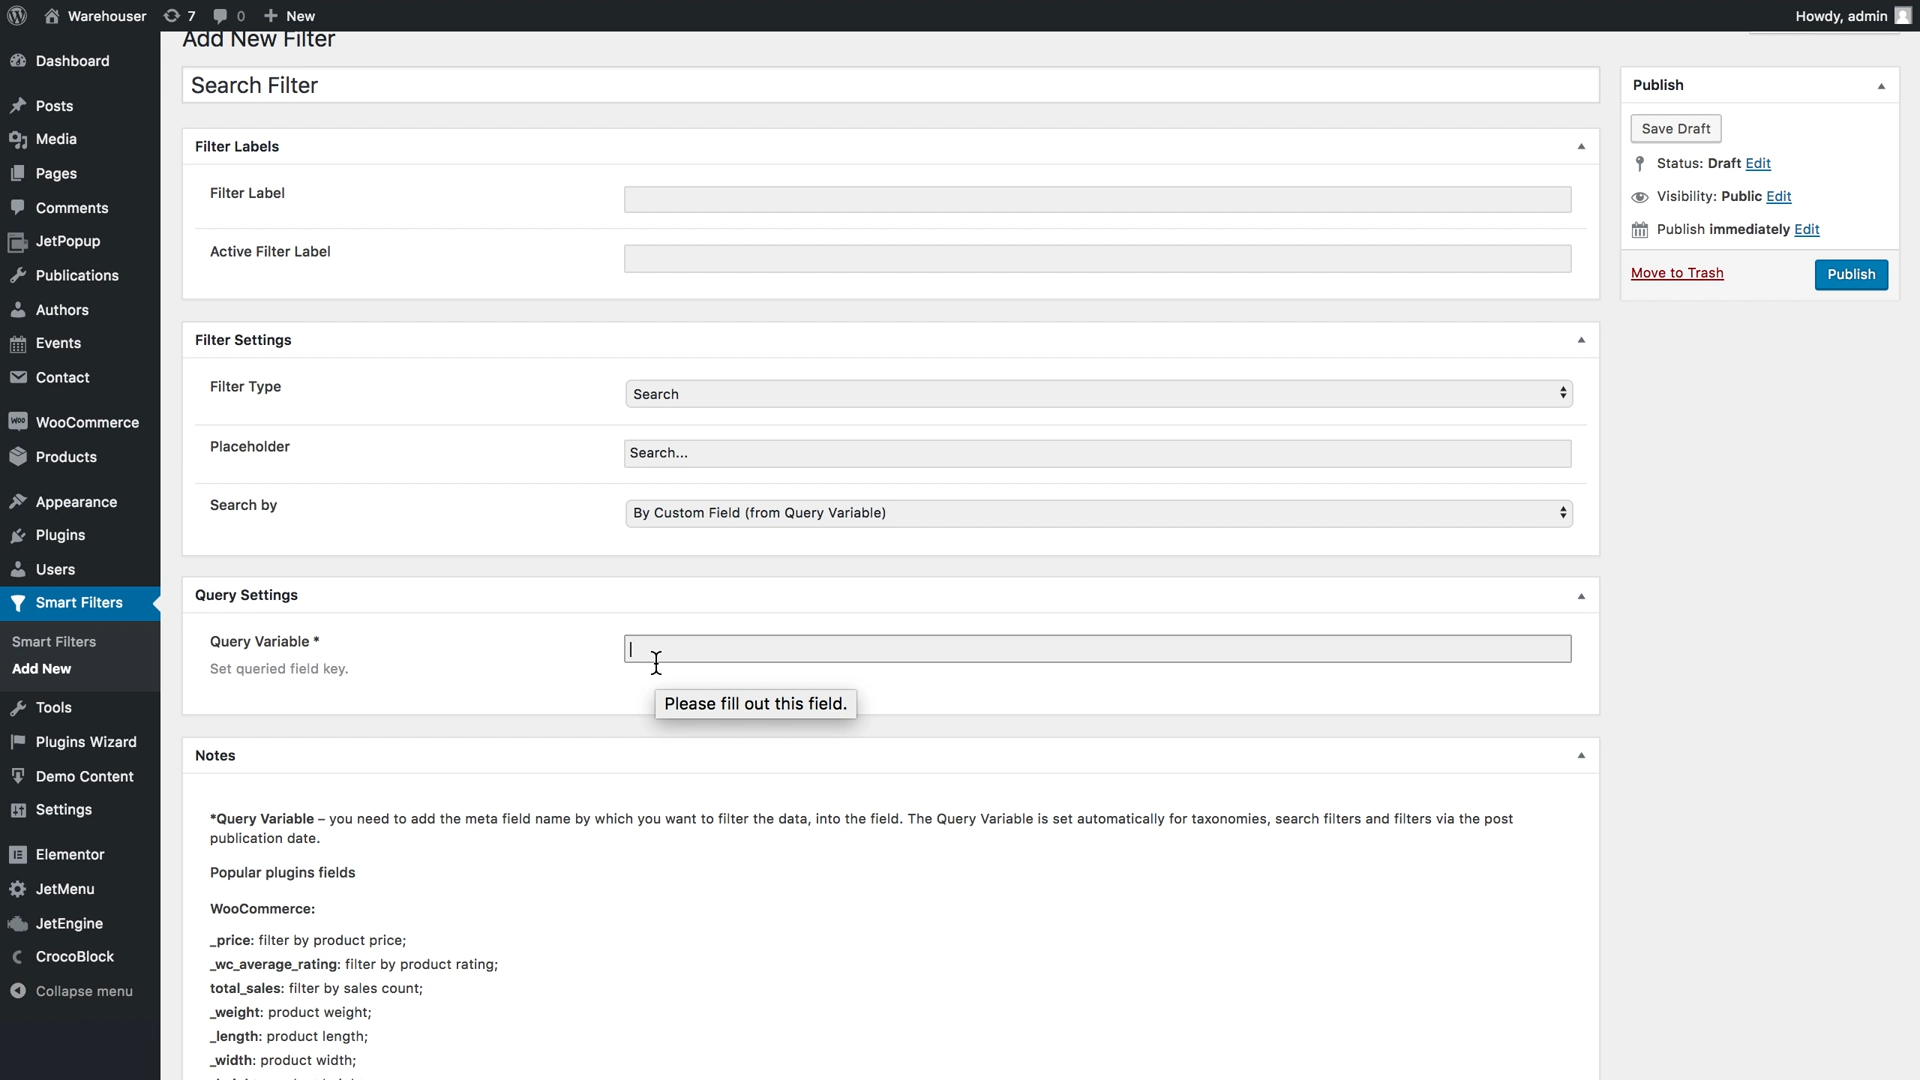 Warehouser 7 0 New Howdy, admin
Add New Filter
Dashboard
Posts
Media
Pages
Comments
JetPopup
Publications
Authors
Events
Contact
WooCommerce
Products
Appearance
Plugins
Users
Smart Filters
Smart Filters
Add New
Tools
Plugins Wizard
Demo Content
Settings
Elementor
JetMenu
JetEngine
CrocoBlock
Collapse menu
Search Filter
Filter Labels
Filter Label
Active Filter Label
Filter Settings
Filter Type Search
Placeholder Search...
Search by By Custom Field (from Query Variable)
Query Settings
Query Variable *
Set queried field key.
Please fill out this field.
Notes
*Query Variable – you need to add the meta field name by which you want to filter the data, into the field. The Query Variable is set automatically for taxonomies, search filters and filters via the post
publication date.
Popular plugins fields
WooCommerce:
_price: filter by product price;
_wc_average_rating: filter by product rating;
total_sales: filter by sales count;
_weight: product weight;
_length: product length;
_width: product width;
Publish
Save Draft
Status: Draft Edit
Visibility: Public Edit
Publish immediately Edit
Move to Trash Publish